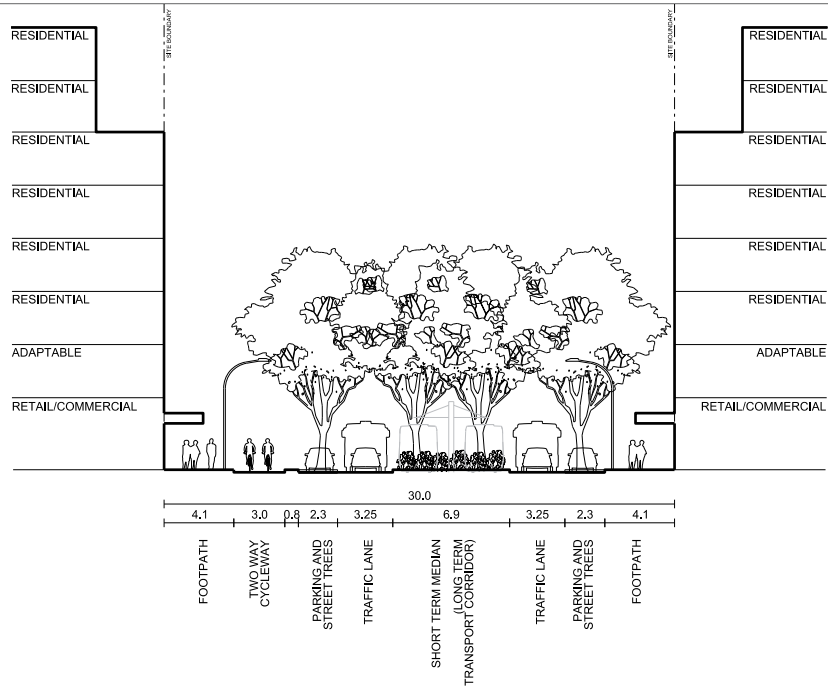 RESIDENTIAL
RESIDENTIAL
RESIDENTIAL
RESIDENTIAL
RESIDENTIAL
RESIDENTIAL
ADAPTABLE
RETAIL/COMMERCIAL
SITE BOUNDARY
SITE BOUNDARY
RESIDENTIAL
RESIDENTIAL
RESIDENTIAL
RESIDENTIAL
RESIDENTIAL
RESIDENTIAL
ADAPTABLE
RETAIL/COMMERCIAL
30.0
4.1 3.0 0.8 2.3 3.25 6.9 3.25 2.3 4.1
FOOTPATH
TWO WAY
CYCLEWAY
PARKING AND
STREET TREES
TRAFFIC LANE
SHORT TERM MEDIAN
(LONG TERM
TRANSPORT CORRIDOR)
TRAFFIC LANE
PARKING AND
STREET TREES
FOOTPATH